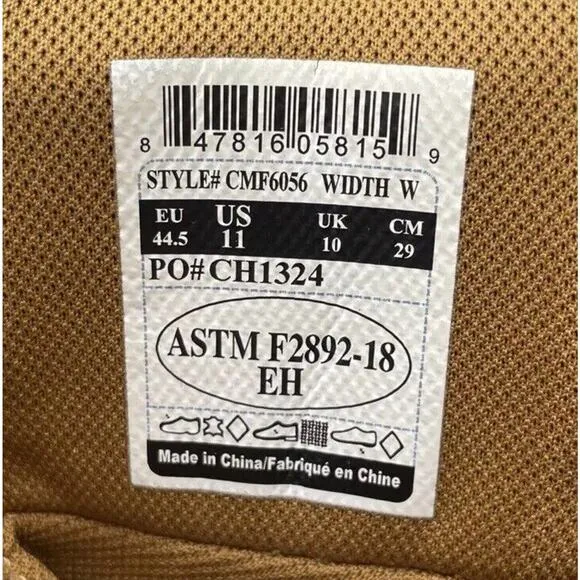 8 47816 05815 9
STYLE# CMF6056 WIDTH W
EU US UK CM
44.5 11 10 29
PO# CH1324
ASTM F2892-18
EH
Made in China/Fabriqué en Chine